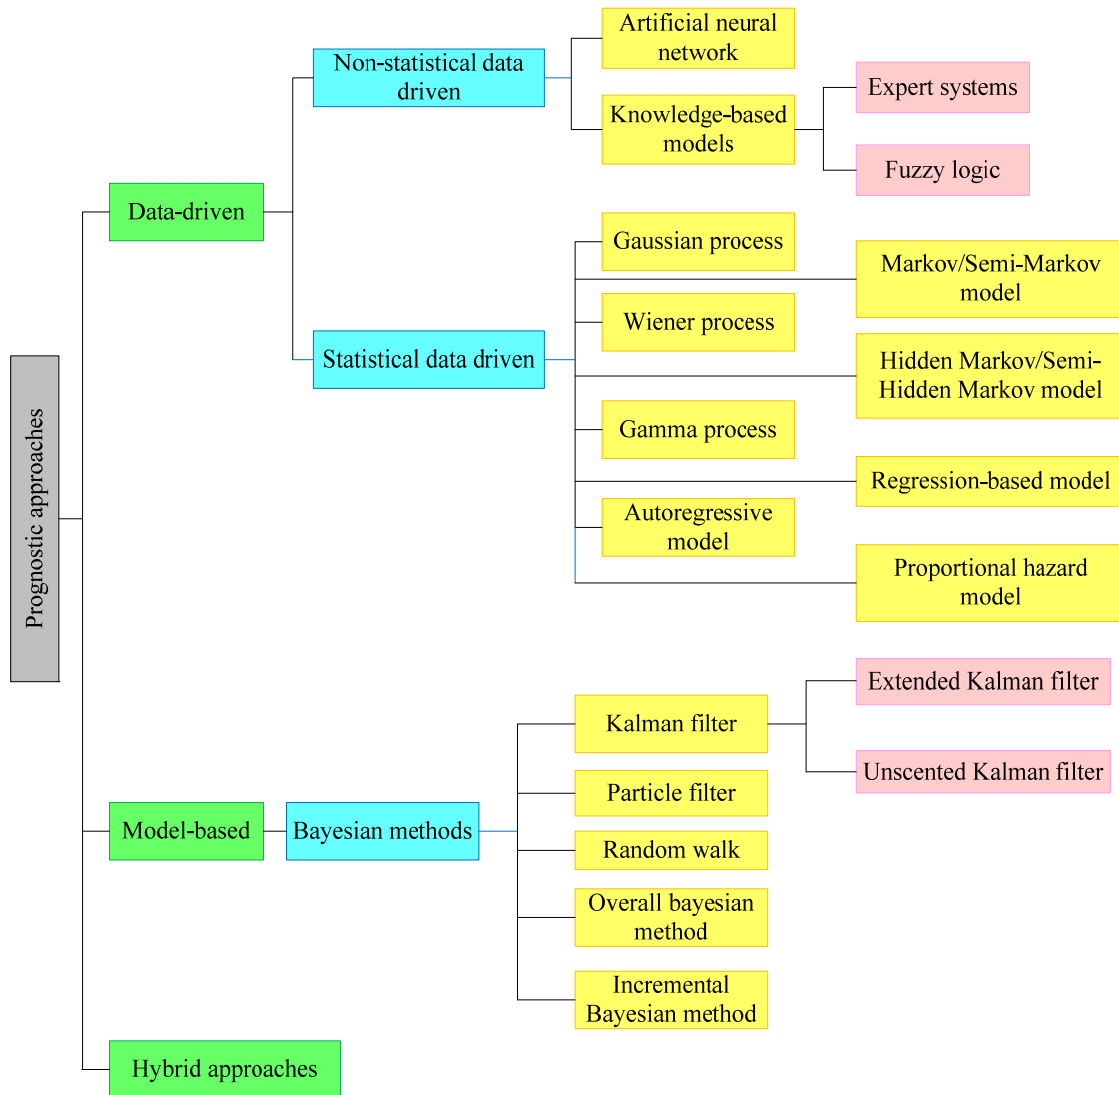 Prognostic approaches
Data-driven
Non-statistical data
driven
Artificial neural
network
Knowledge-based
models
Expert systems
Fuzzy logic
Statistical data driven
Gaussian process
Markov/Semi-Markov
model
Wiener process
Hidden Markov/Semi-
Hidden Markov model
Gamma process
Regression-based model
Autoregressive
model
Proportional hazard
model
Model-based
Bayesian methods
Kalman filter
Extended Kalman filter
Unscented Kalman filter
Particle filter
Random walk
Overall bayesian
method
Incremental
Bayesian method
Hybrid approaches